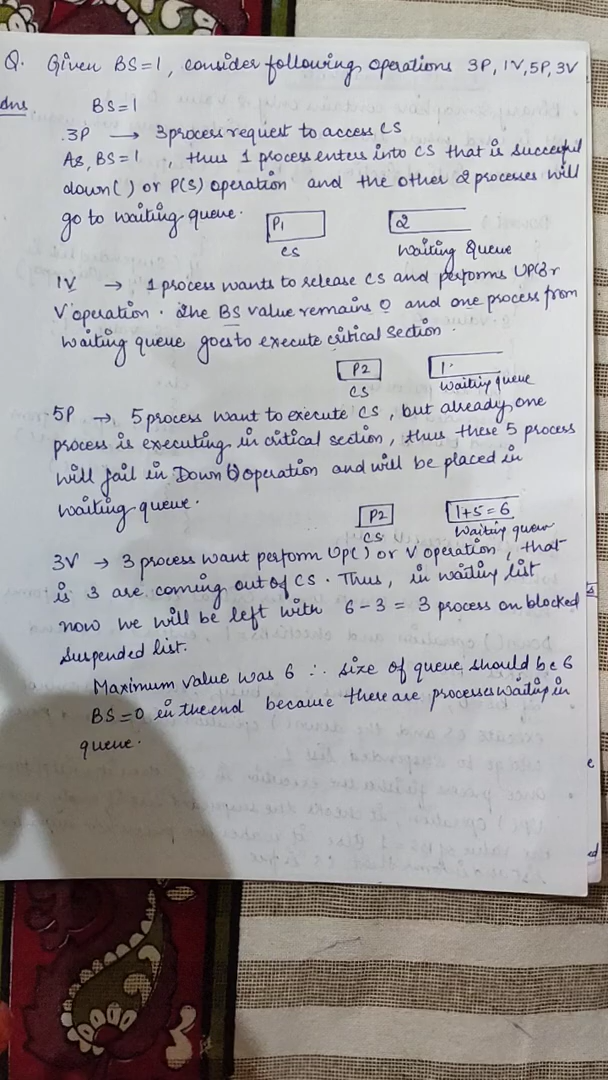 Q. Given BS=1, consider following operations 3P, 1V, 5P, 3V
Ans. BS=1
3P → 3 process request to access CS
As, BS=1, thus 1 process enters into CS that is successful
down() or P(S) operation and the other 2 processes will
go to waiting queue.
P1 2
CS Waiting Queue
1V → 1 process wants to release CS and performs UP() or
V operation. The BS value remains 0 and one process from
waiting queue goes to execute critical section.
P2 1
CS Waiting queue
5P → 5 process want to execute CS, but already one
process is executing in critical section, thus these 5 process
will fail in Down() operation and will be placed in
waiting queue.
P2 1+5=6
CS Waiting queue
3V → 3 process want perform Up() or V operation, that
is 3 are coming out of CS. Thus, in waiting list
now we will be left with 6-3=3 process on blocked
suspended list.
Maximum value was 6 ∴ size of queue should be 6
BS=0 in the end because there are processes waiting in
queue.